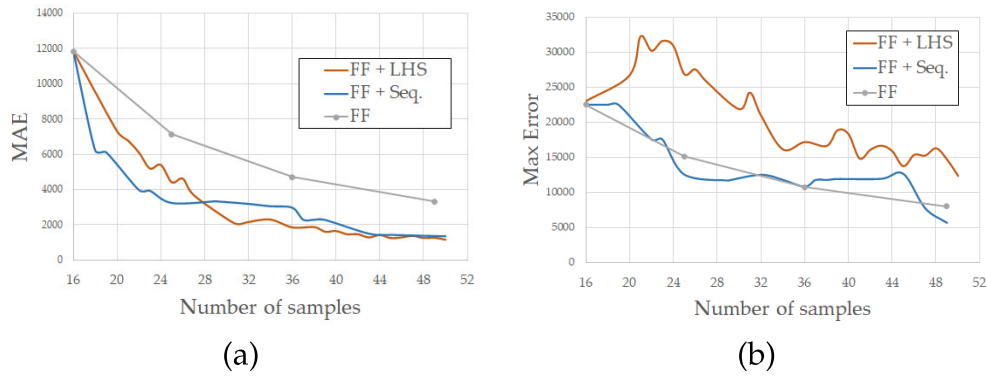 14000
12000
10000
8000
6000
4000
2000
0
MAE
16 20 24 28 32 36 40 44 48 52
Number of samples
FF + LHS
FF + Seq.
FF
(a)
35000
30000
25000
20000
15000
10000
5000
0
Max Error
16 20 24 28 32 36 40 44 48 52
Number of samples
FF + LHS
FF + Seq.
FF
(b)